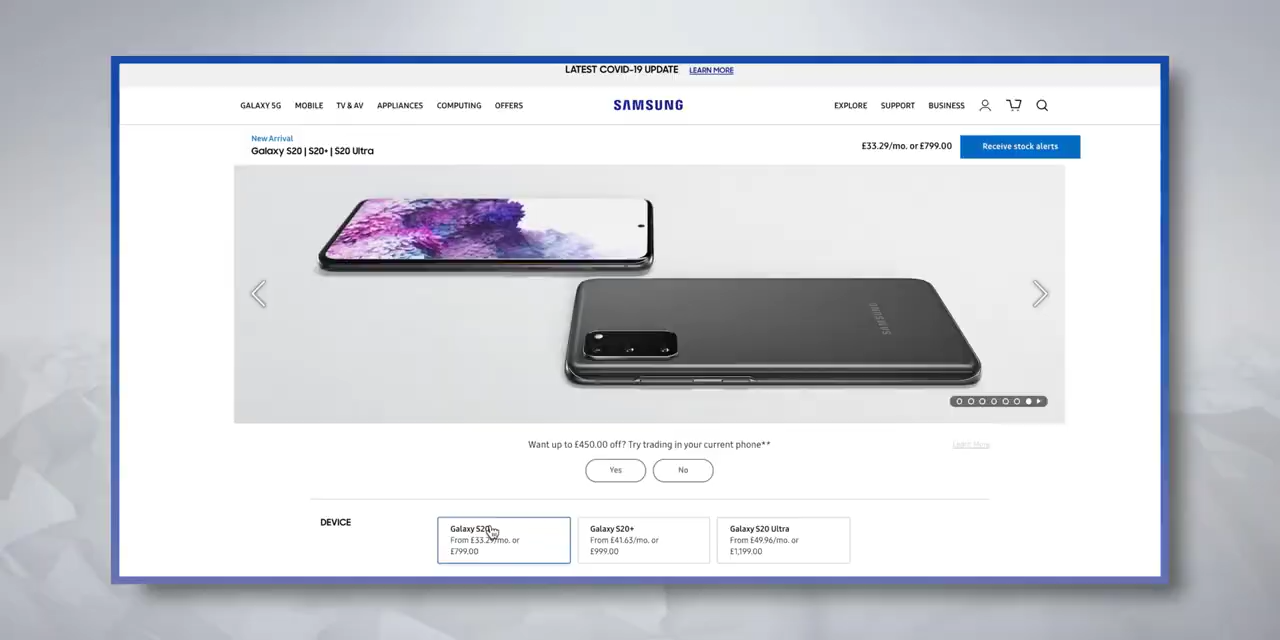 LATEST COVID-19 UPDATE LEARN MORE
GALAXY 5G MOBILE TV & AV APPLIANCES COMPUTING OFFERS SAMSUNG EXPLORE SUPPORT BUSINESS
New Arrival
Galaxy S20 | S20+ | S20 Ultra
£33.29/mo. or £799.00 Receive stock alerts
SAMSUNG
Want up to £450.00 off? Try trading in your current phone** Learn More
Yes No
DEVICE
Galaxy S20
From £33.29/mo. or
£799.00
Galaxy S20+
From £41.63/mo. or
£999.00
Galaxy S20 Ultra
From £49.96/mo. or
£1,199.00